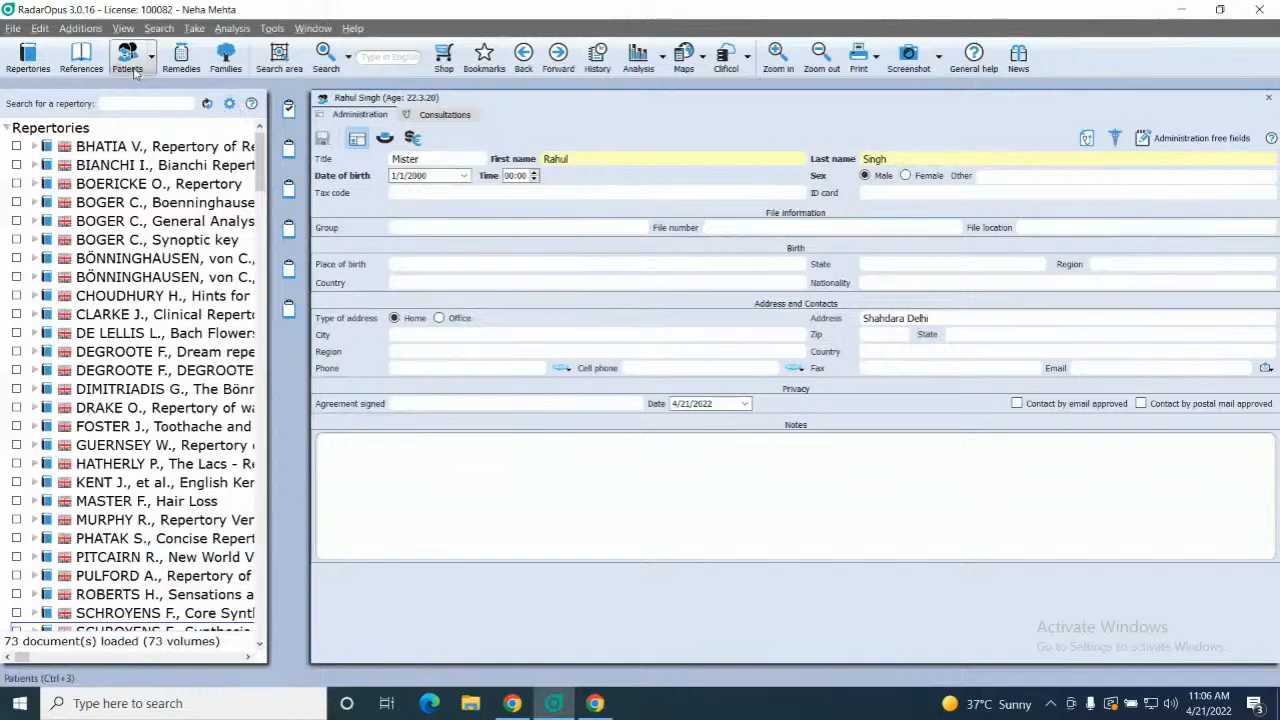 RadarOpus 3.0.16 - License: 100082 - Neha Mehta
File Edit Additions View Search Take Analysis Tools Window Help
Repertories References Patients Remedies Families Search area Search Type in English Shop Bookmarks Back Forward History Analysis Maps Clificol Zoom in Zoom out Print Screenshot General help News
Search for a repertory:
Repertories
BHATIA V., Repertory of Re
BIANCHI I., Bianchi Repert
BOERICKE O., Repertory
BOGER C., Boenninghause
BOGER C., General Analys
BOGER C., Synoptic key
BÖNNINGHAUSEN, von C.,
BÖNNINGHAUSEN, von C.,
CHOUDHURY H., Hints for
CLARKE J., Clinical Reperto
DE LELLIS L., Bach Flowers
DEGROOTE F., Dream repe
DEGROOTE F., DEGROOTE
DIMITRIADIS G., The Bönn
DRAKE O., Repertory of wa
FOSTER J., Toothache and
GUERNSEY W., Repertory o
HATHERLY P., The Lacs - Re
KENT J., et al., English Ken
MASTER F., Hair Loss
MURPHY R., Repertory Ver
PHATAK S., Concise Repert
PITCAIRN R., New World V
PULFORD A., Repertory of
ROBERTS H., Sensations a
SCHROYENS F., Core Synt
SCHROYENS F., Synthesis
73 document(s) loaded (73 volumes)
Patients (Ctrl+3)
Rahul Singh (Age: 22.3.20)
Administration Consultations
Administration free fields
Title Mister First name Rahul Last name Singh
Date of birth 1/1/2000 Time 00:00 Sex Male Female Other
Tax code ID card
File information
Group File number File location
Birth
Place of birth State Region
Country Nationality
Address and Contacts
Type of address Home Office Address Shahdara Delhi
City Zip State
Region Country
Phone Cell phone Fax Email
Privacy
Agreement signed Date 4/21/2022 Contact by email approved Contact by postal mail approved
Notes
Activate Windows
Go to Settings to activate Windows.
Type here to search
37°C Sunny
11:06 AM
4/21/2022
3